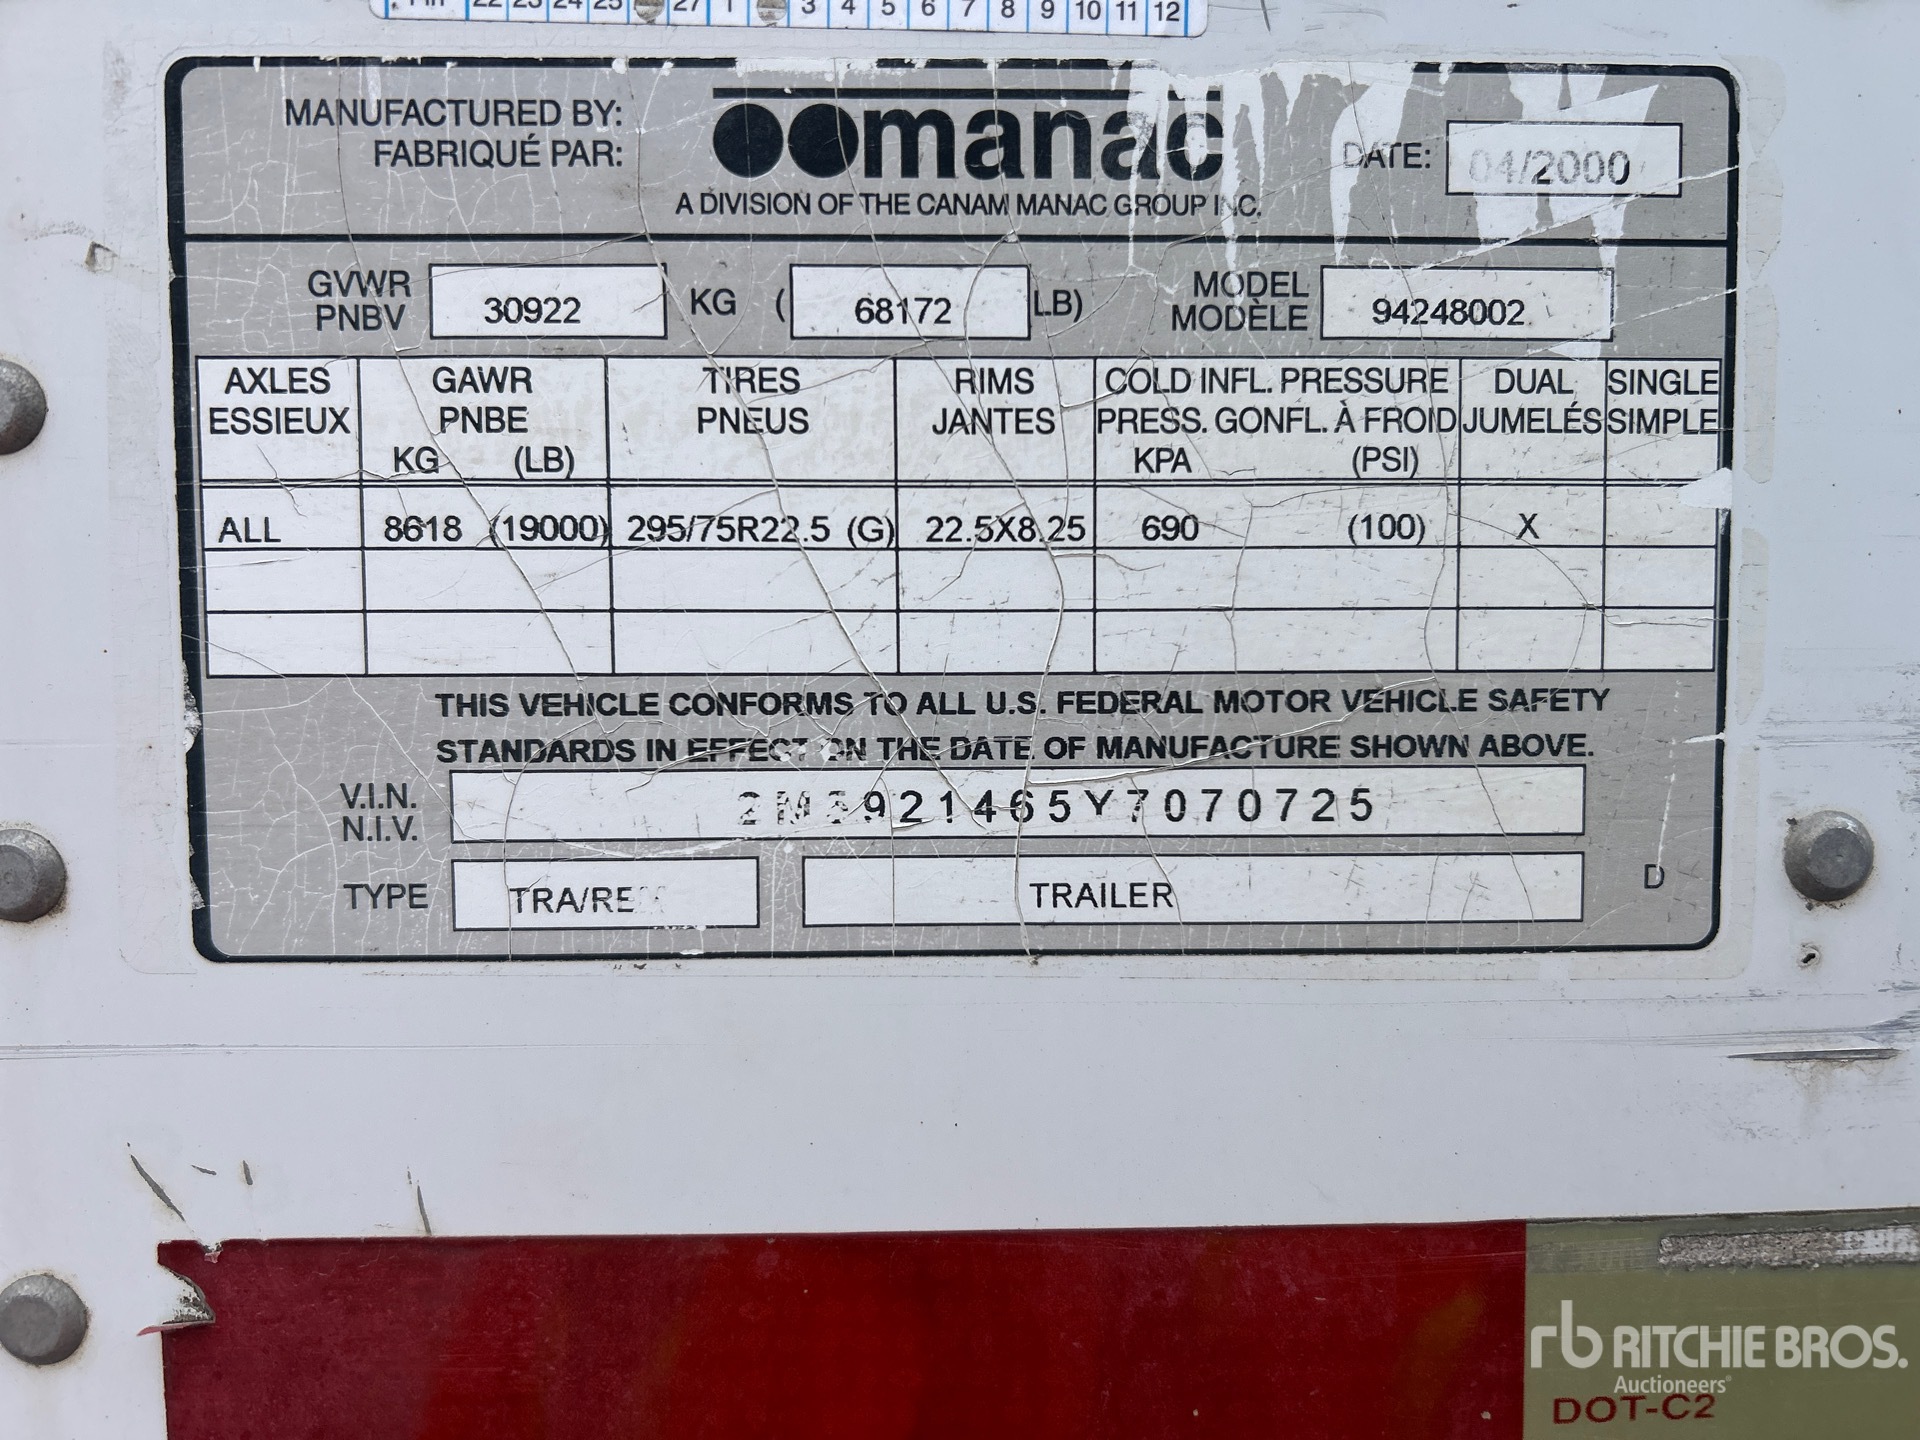 22 23 24 25 27 1 3 4 5 6 7 8 9 10 11 12
MANUFACTURED BY:
FABRIQUÉ PAR:
manac
A DIVISION OF THE CANAM MANAC GROUP INC.
DATE: 04/2000
GVWR
PNBV
30922 KG ( 68172 LB)
MODEL
MODÈLE
94248002
AXLES GAWR TIRES RIMS COLD INFL. PRESSURE DUAL SINGLE
ESSIEUX PNBE PNEUS JANTES PRESS. GONFL. À FROID JUMELÉS SIMPLE
KG (LB) KPA (PSI)
ALL 8618 (19000) 295/75R22.5 (G) 22.5X8.25 690 (100) X
THIS VEHICLE CONFORMS TO ALL U.S. FEDERAL MOTOR VEHICLE SAFETY
STANDARDS IN EFFECT ON THE DATE OF MANUFACTURE SHOWN ABOVE.
V.I.N.
N.I.V.
2M5921465Y7070725
TYPE TRA/REM TRAILER D
rb RITCHIE BROS.
Auctioneers
DOT-C2